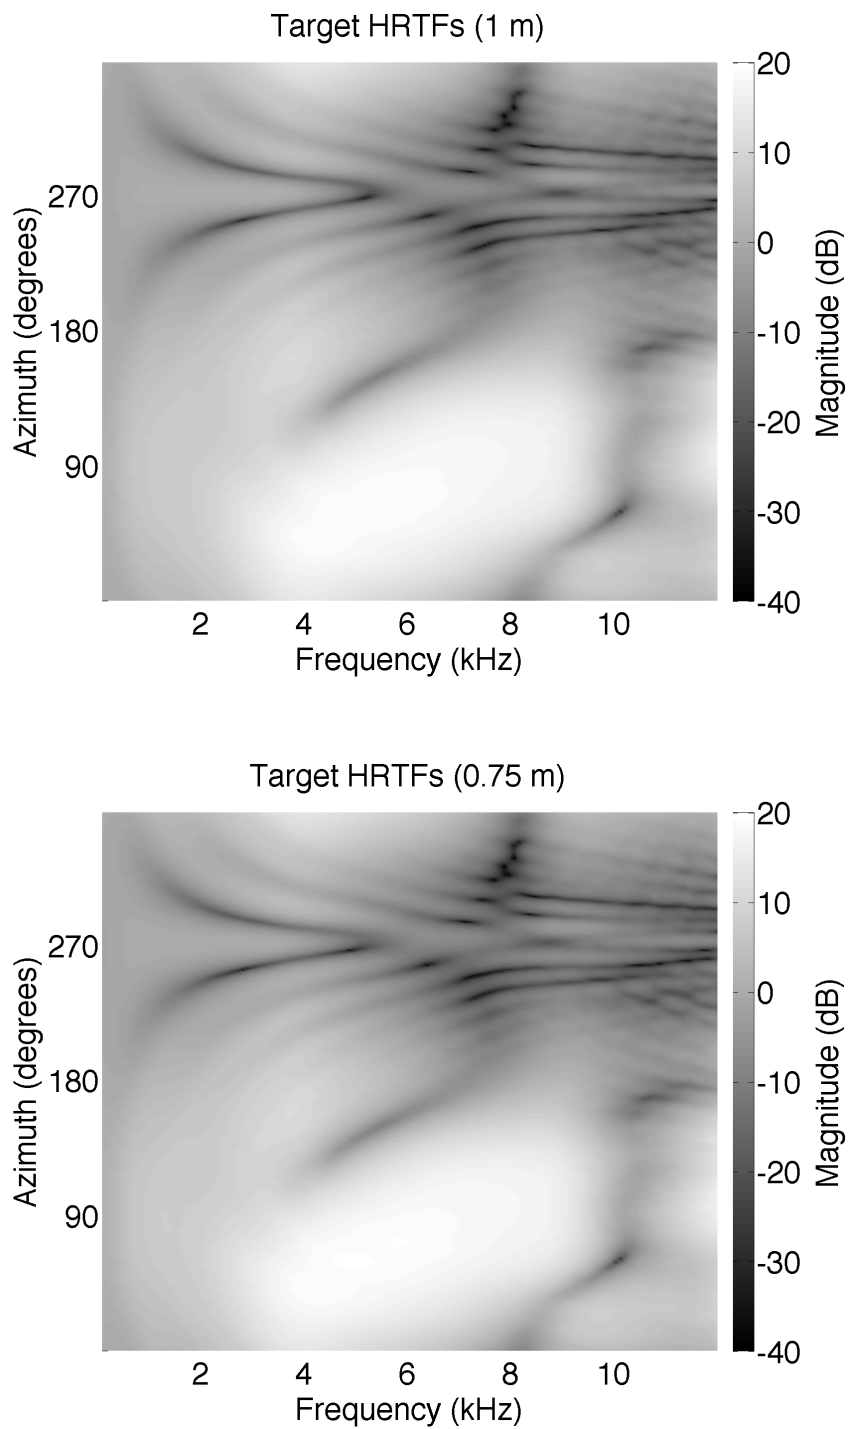 Target HRTFs (1 m)
Azimuth (degrees)
270
180
90
2 4 6 8 10
Frequency (kHz)
20
10
0
-10
-20
-30
-40
Magnitude (dB)
Target HRTFs (0.75 m)
Azimuth (degrees)
270
180
90
2 4 6 8 10
Frequency (kHz)
20
10
0
-10
-20
-30
-40
Magnitude (dB)